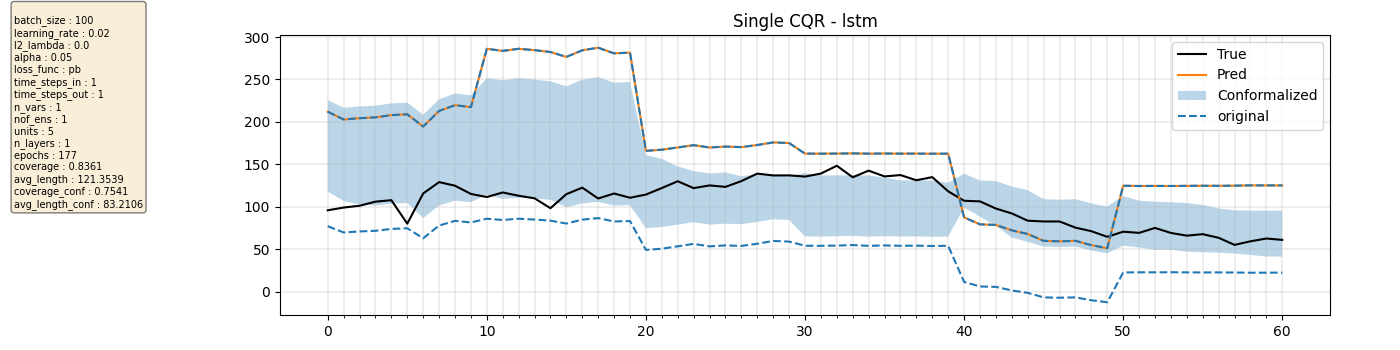 batch_size : 100
learning_rate : 0.02
l2_lambda : 0.0
alpha : 0.05
loss_func : pb
time_steps_in : 1
time_steps_out : 1
n_vars : 1
nof_ens : 1
units : 5
n_layers : 1
epochs : 177
coverage : 0.8361
avg_length : 121.3539
coverage_conf : 0.7541
avg_length_conf : 83.2106
Single CQR - lstm
300
250
200
150
100
50
0
True
Pred
Conformalized
original
0 10 20 30 40 50 60